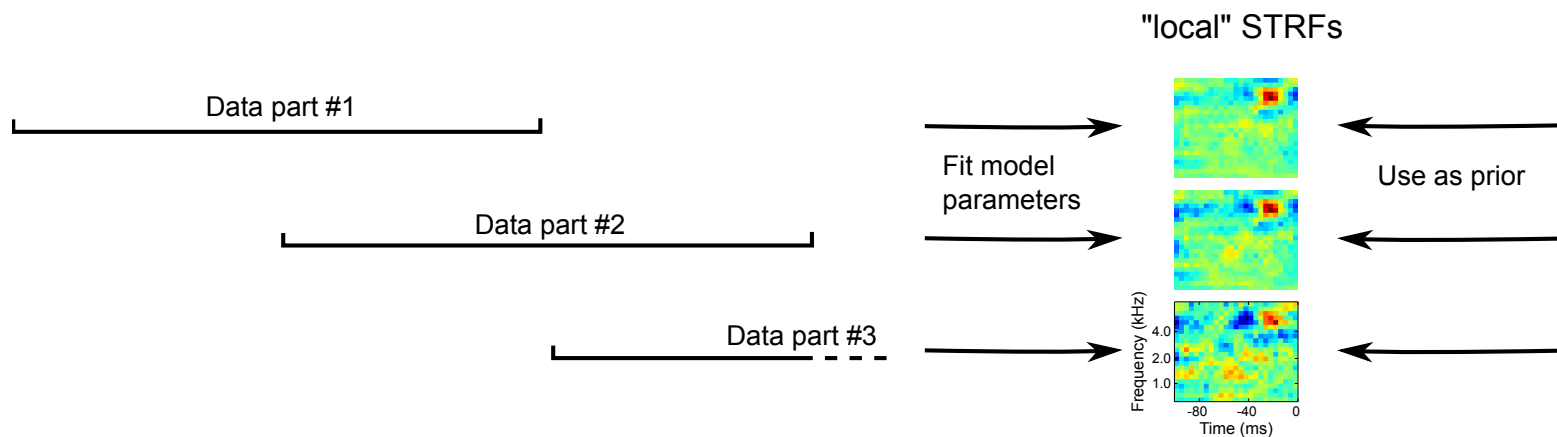 "local" STRFs
Data part #1
Fit model
parameters
Use as prior
Data part #2
Data part #3
Frequency (kHz)
4.0
2.0
1.0
-80
-40
0
Time (ms)